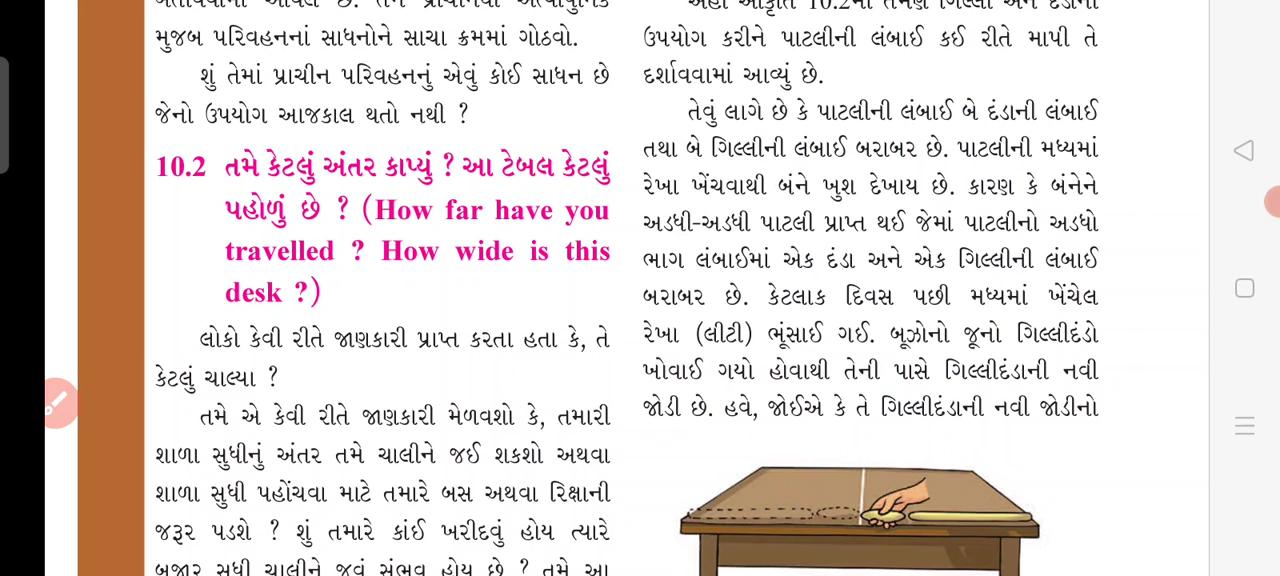 મુજબ પરિવહનનાં સાધનોને સાચા ક્રમમાં ગોઠવો.
શું તેમાં પ્રાચીન પરિવહનનું એવું કોઈ સાધન છે
જેનો ઉપયોગ આજકાલ થતો નથી ?
10.2 તમે કેટલું અંતર કાપ્યું ? આ ટેબલ કેટલું
પહોળું છે ? (How far have you
travelled ? How wide is this
desk ?)
લોકો કેવી રીતે જાણકારી પ્રાપ્ત કરતા હતા કે, તે
કેટલું ચાલ્યા ?
તમે એ કેવી રીતે જાણકારી મેળવશો કે, તમારી
શાળા સુધીનું અંતર તમે ચાલીને જઈ શકશો અથવા
શાળા સુધી પહોંચવા માટે તમારે બસ અથવા રિક્ષાની
જરૂર પડશે ? શું તમારે કાંઈ ખરીદવું હોય ત્યારે
બજાર સુધી ચાલીને જવું સંભવ હોય છે ? તમે આ
ઉપયોગ કરીને પાટલીની લંબાઈ કઈ રીતે માપી તે
દર્શાવવામાં આવ્યું છે.
તેવું લાગે છે કે પાટલીની લંબાઈ બે દંડાની લંબાઈ
તથા બે ગિલ્લીની લંબાઈ બરાબર છે. પાટલીની મધ્યમાં
રેખા ખેંચવાથી બંને ખુશ દેખાય છે. કારણ કે બંનેને
અડધી-અડધી પાટલી પ્રાપ્ત થઈ જેમાં પાટલીનો અડધો
ભાગ લંબાઈમાં એક દંડા અને એક ગિલ્લીની લંબાઈ
બરાબર છે. કેટલાક દિવસ પછી મધ્યમાં ખેંચેલ
રેખા (લીટી) ભૂંસાઈ ગઈ. બૂઝોનો જૂનો ગિલ્લીદંડો
ખોવાઈ ગયો હોવાથી તેની પાસે ગિલ્લીદંડાની નવી
જોડી છે. હવે, જોઈએ કે તે ગિલ્લીદંડાની નવી જોડીનો